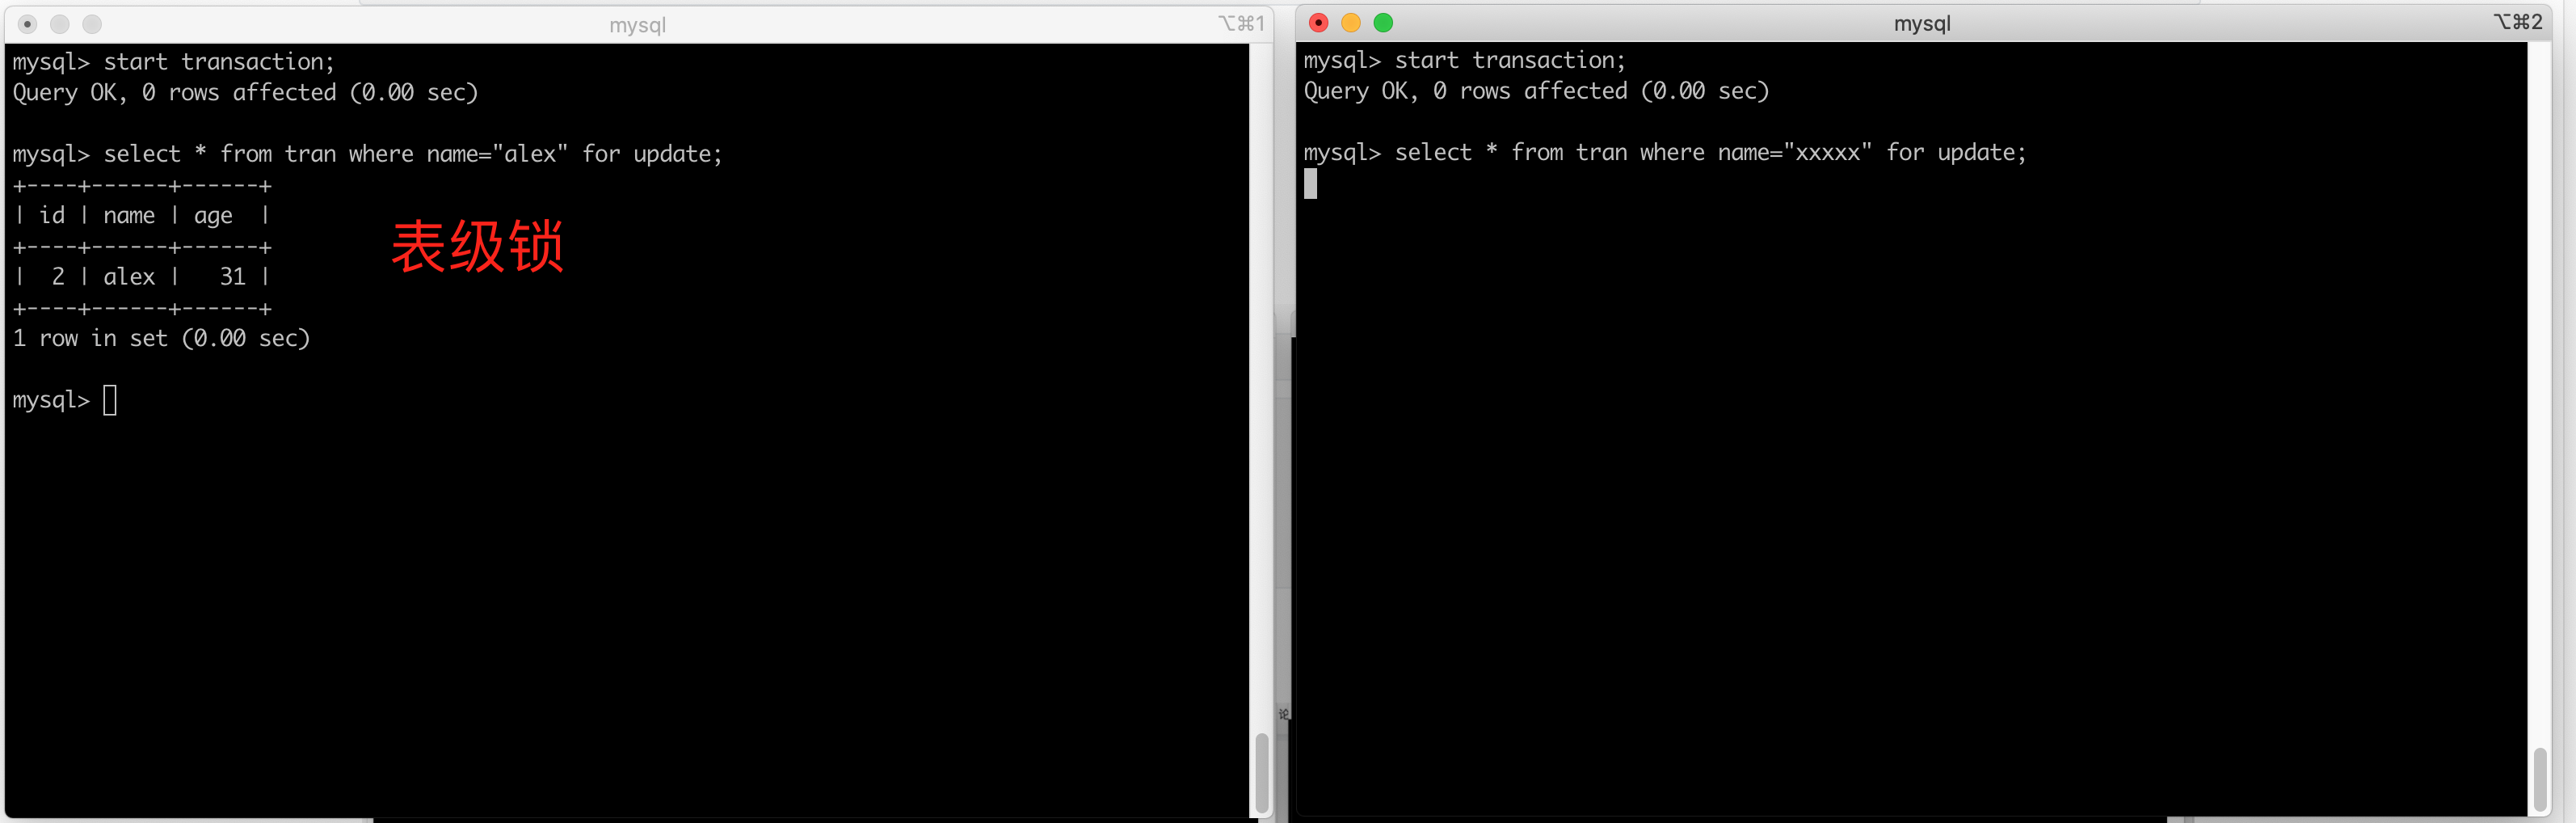 mysql
⌥⌘1
mysql> start transaction;
Query OK, 0 rows affected (0.00 sec)
mysql> select * from tran where name="alex" for update;
+----+------+------+
| id | name | age  |
+----+------+------+
|  2 | alex |   31 |
+----+------+------+
1 row in set (0.00 sec)
mysql>
表级锁
mysql
⌥⌘2
mysql> start transaction;
Query OK, 0 rows affected (0.00 sec)
mysql> select * from tran where name="xxxxx" for update;